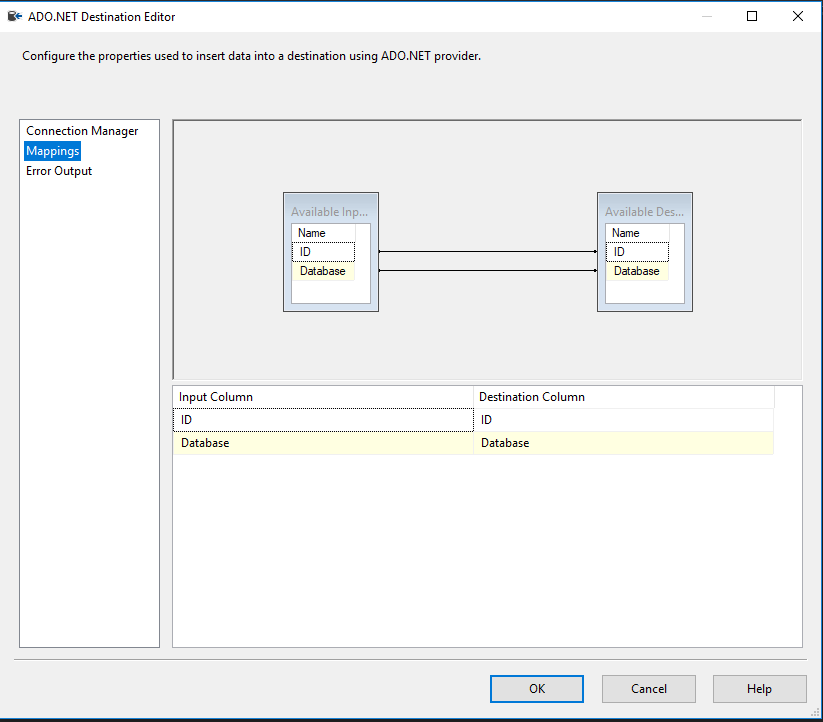 ADO.NET Destination Editor
Configure the properties used to insert data into a destination using ADO.NET provider.
Connection Manager
Mappings
Error Output
Available Inp...
Name
ID
Database
Available Des...
Name
ID
Database
Input Column Destination Column
ID ID
Database Database
OK Cancel Help